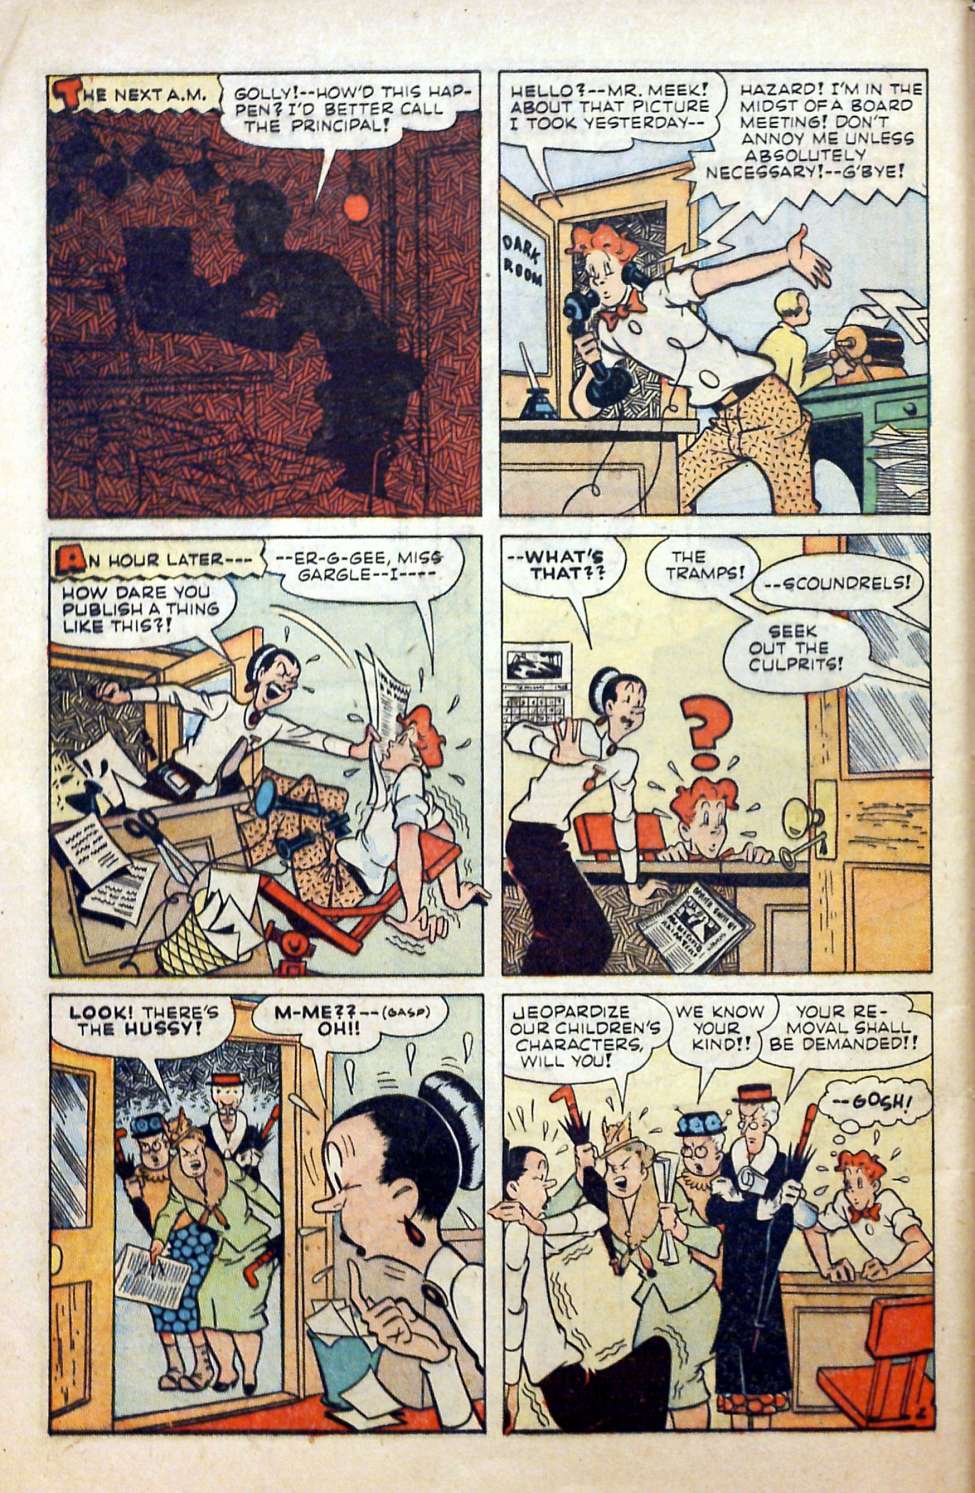 THE NEXT A.M.
GOLLY!--HOW'D THIS HAP-
PEN? I'D BETTER CALL
THE PRINCIPAL!
HELLO?--MR. MEEK!
ABOUT THAT PICTURE
I TOOK YESTERDAY--
HAZARD! I'M IN THE
MIDST OF A BOARD
MEETING! DON'T
ANNOY ME UNLESS
ABSOLUTELY
NECESSARY!--G'BYE!
DARK
ROOM
AN HOUR LATER----
HOW DARE YOU
PUBLISH A THING
LIKE THIS?!
--ER-G-GEE, MISS
GARGLE--I----
--WHAT'S
THAT??
THE
TRAMPS!
--SCOUNDRELS!
SEEK
OUT THE
CULPRITS!
?
LOOK! THERE'S
THE HUSSY!
M-ME??--(GASP)
OH!!
JEOPARDIZE
OUR CHILDREN'S
CHARACTERS,
WILL YOU!
WE KNOW
YOUR
KIND!!
YOUR RE-
MOVAL SHALL
BE DEMANDED!!
--GOSH!
2